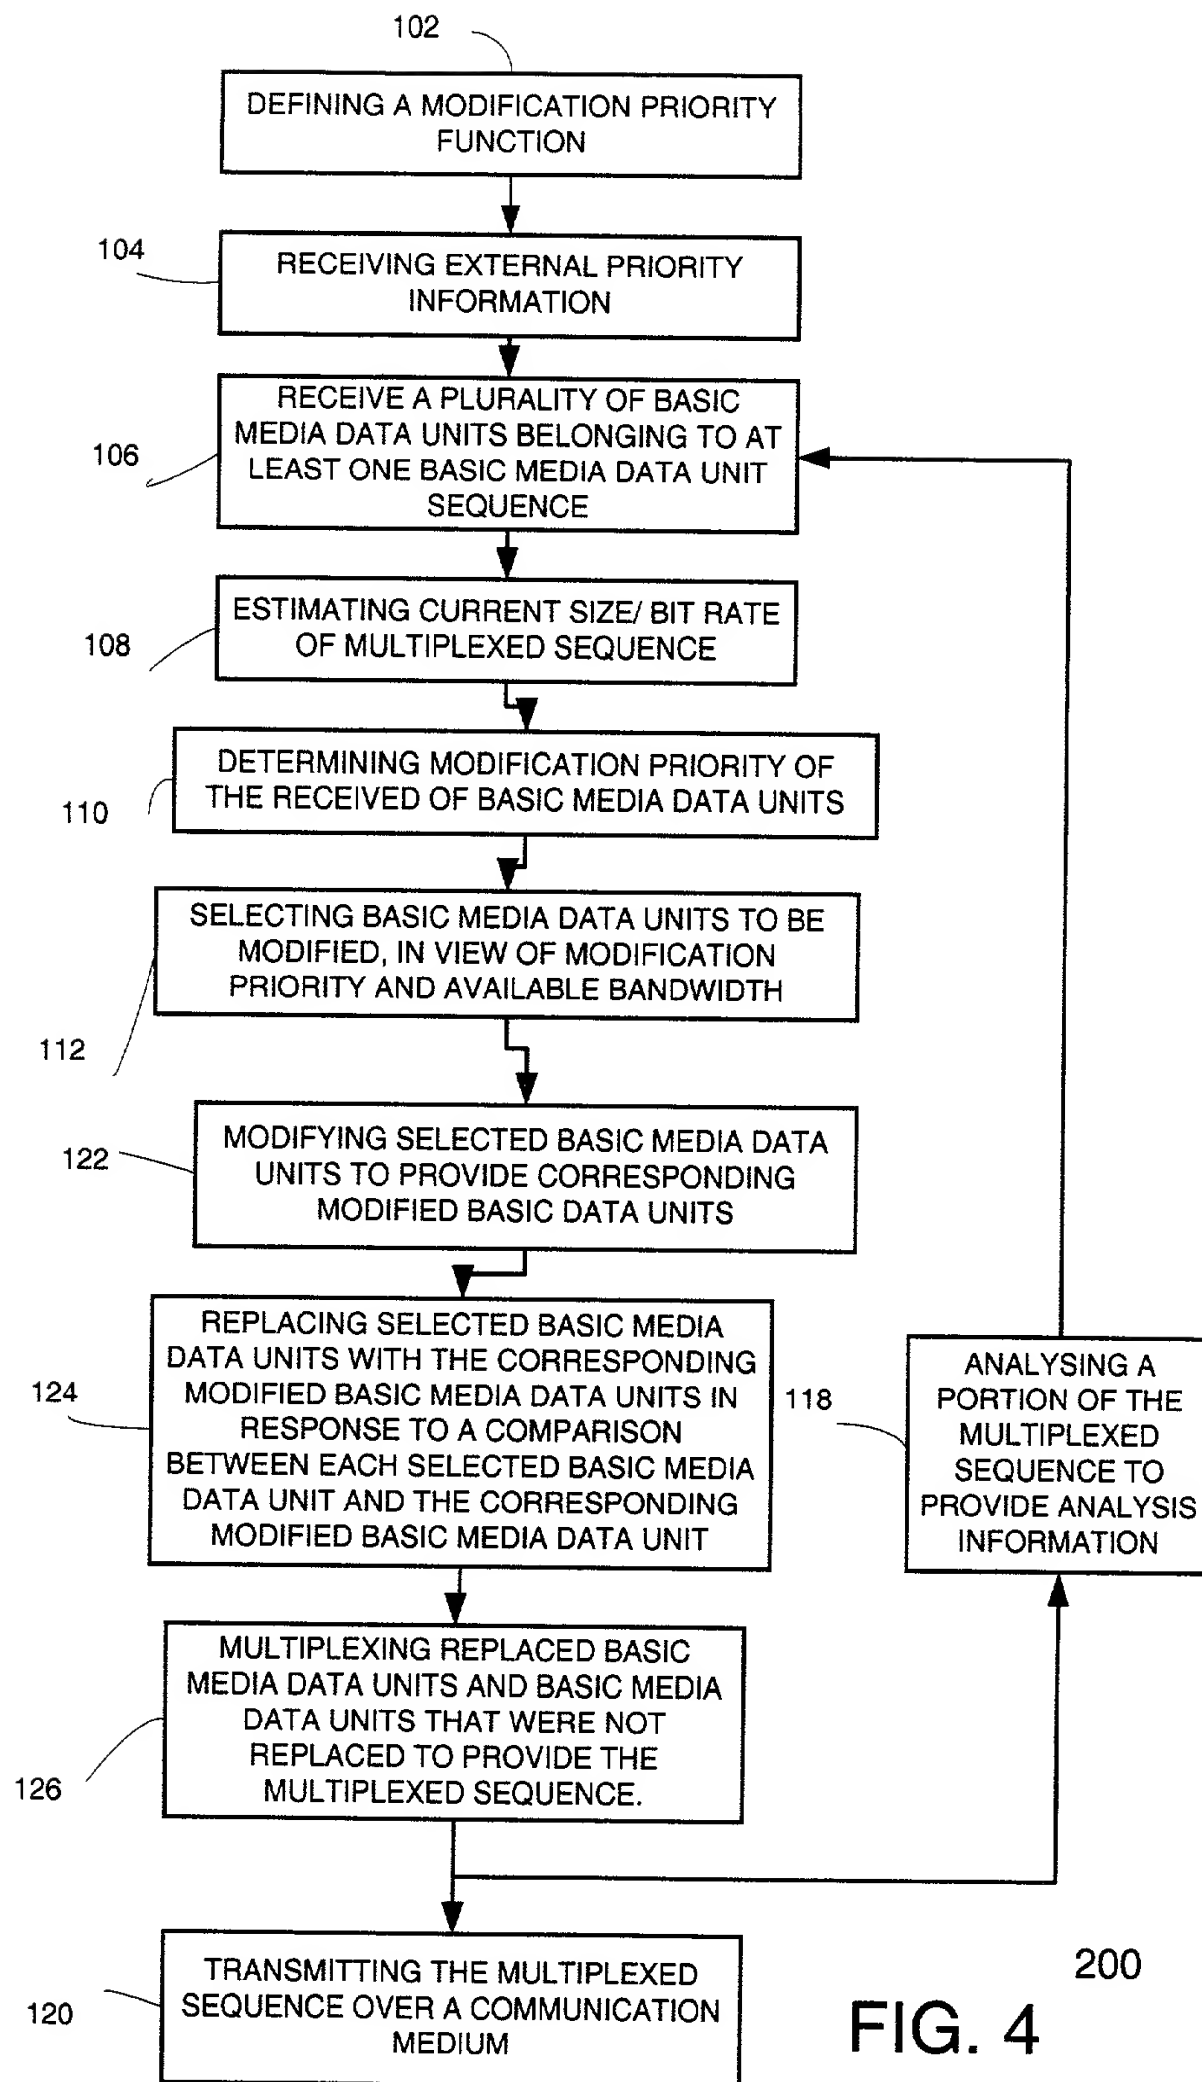 102
DEFINING A MODIFICATION PRIORITY
FUNCTION
104
RECEIVING EXTERNAL PRIORITY
INFORMATION
RECEIVE A PLURALITY OF BASIC
MEDIA DATA UNITS BELONGING TO AT
LEAST ONE BASIC MEDIA DATA UNIT
SEQUENCE
106
ESTIMATING CURRENT SIZE/ BIT RATE
OF MULTIPLEXED SEQUENCE
108
DETERMINING MODIFICATION PRIORITY OF
THE RECEIVED OF BASIC MEDIA DATA UNITS
110
SELECTING BASIC MEDIA DATA UNITS TO BE
MODIFIED, IN VIEW OF MODIFICATION
PRIORITY AND AVAILABLE BANDWIDTH
112
MODIFYING SELECTED BASIC MEDIA DATA
UNITS TO PROVIDE CORRESPONDING
MODIFIED BASIC DATA UNITS
122
REPLACING SELECTED BASIC MEDIA
DATA UNITS WITH THE CORRESPONDING
MODIFIED BASIC MEDIA DATA UNITS IN
RESPONSE TO A COMPARISON
BETWEEN EACH SELECTED BASIC MEDIA
DATA UNIT AND THE CORRESPONDING
MODIFIED BASIC MEDIA DATA UNIT
124
118
ANALYSING A
PORTION OF THE
MULTIPLEXED
SEQUENCE TO
PROVIDE ANALYSIS
INFORMATION
MULTIPLEXING REPLACED BASIC
MEDIA DATA UNITS AND BASIC MEDIA
DATA UNITS THAT WERE NOT
REPLACED TO PROVIDE THE
MULTIPLEXED SEQUENCE.
126
TRANSMITTING THE MULTIPLEXED
SEQUENCE OVER A COMMUNICATION
MEDIUM
120
200
FIG. 4